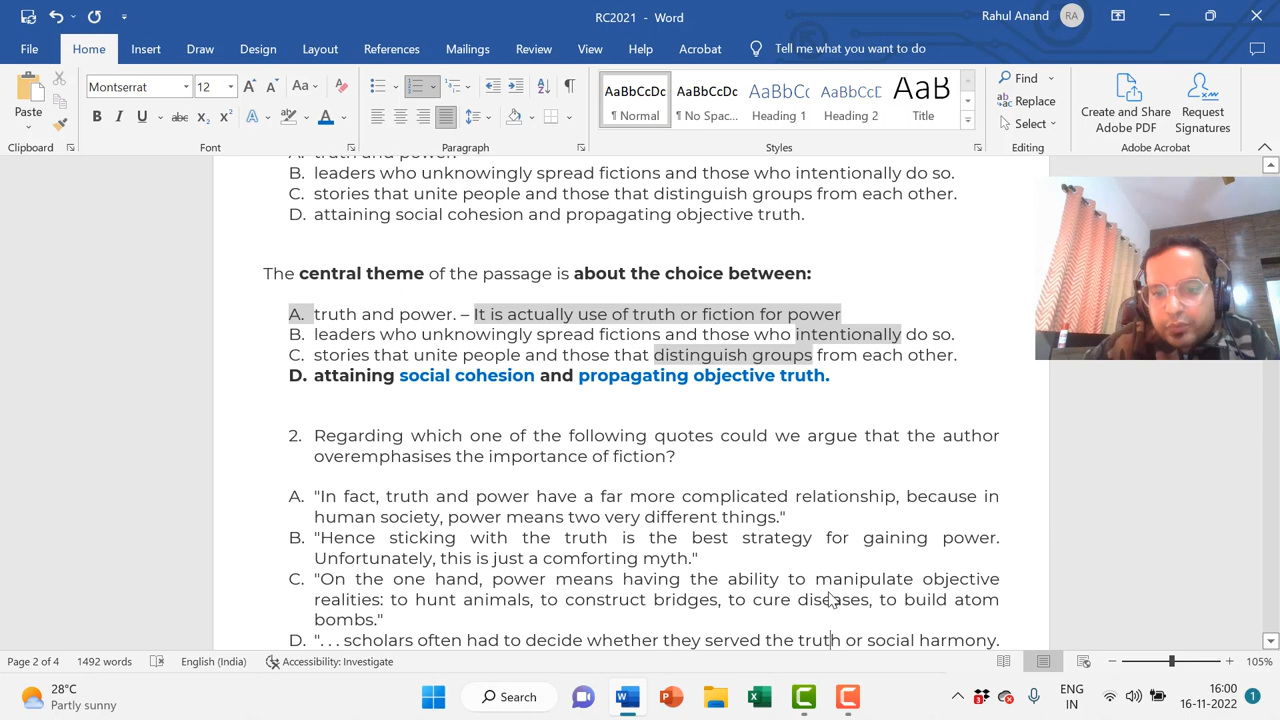 RC2021 - Word
Rahul Anand
RA
File
Home
Insert
Draw
Design
Layout
References
Mailings
Review
View
Help
Acrobat
Tell me what you want to do
Paste
Clipboard
Montserrat
12
Font
Paragraph
AaBbCcDc
¶ Normal
AaBbCcDc
¶ No Spac...
AaBbCc
Heading 1
AaBbCcD
Heading 2
AaB
Title
Styles
Find
Replace
Select
Editing
Create and Share Adobe PDF
Request Signatures
Adobe Acrobat
A. truth and power.
B. leaders who unknowingly spread fictions and those who intentionally do so.
C. stories that unite people and those that distinguish groups from each other.
D. attaining social cohesion and propagating objective truth.
The central theme of the passage is about the choice between:
A. truth and power. – It is actually use of truth or fiction for power
B. leaders who unknowingly spread fictions and those who intentionally do so.
C. stories that unite people and those that distinguish groups from each other.
D. attaining social cohesion and propagating objective truth.
2. Regarding which one of the following quotes could we argue that the author
overemphasises the importance of fiction?
A. "In fact, truth and power have a far more complicated relationship, because in
human society, power means two very different things."
B. "Hence sticking with the truth is the best strategy for gaining power.
Unfortunately, this is just a comforting myth."
C. "On the one hand, power means having the ability to manipulate objective
realities: to hunt animals, to construct bridges, to cure diseases, to build atom
bombs."
D. ". . . scholars often had to decide whether they served the truth or social harmony.
Page 2 of 4
1492 words
English (India)
Accessibility: Investigate
105%
28°C
Partly sunny
Search
ENG
IN
16:00
16-11-2022
1